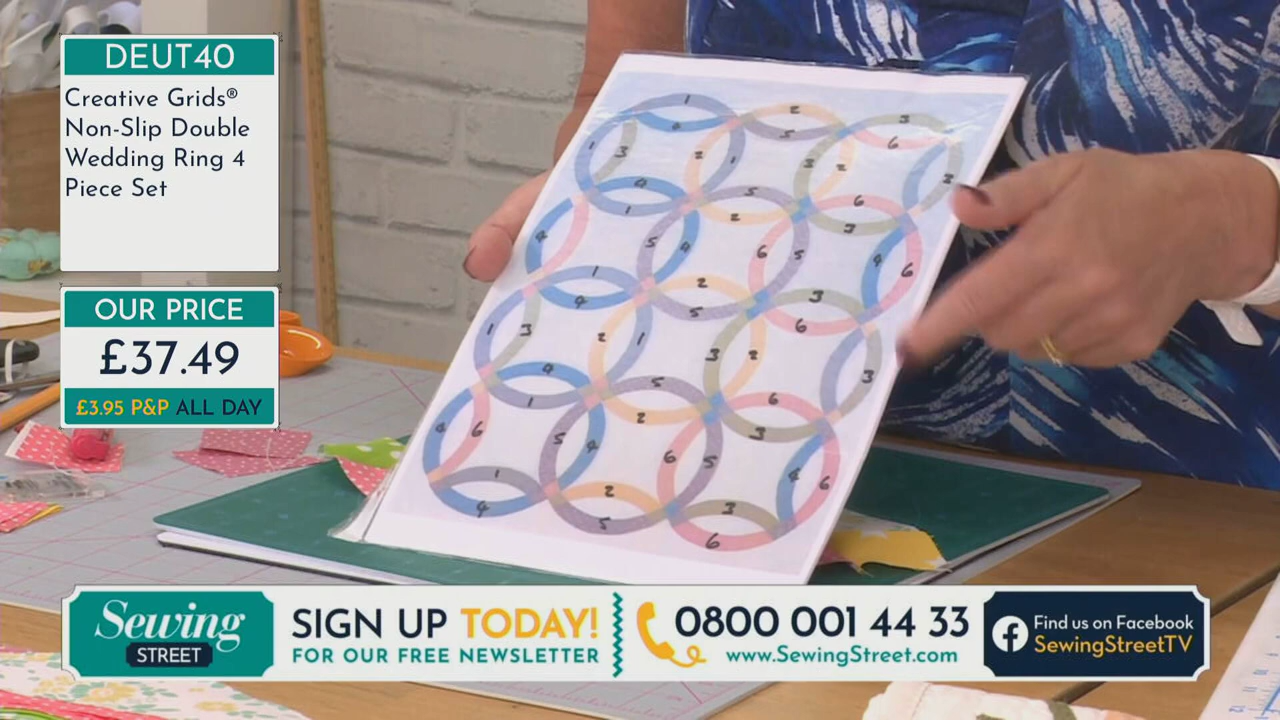 DEUT40
Creative Grids®
Non-Slip Double
Wedding Ring 4
Piece Set
OUR PRICE
£37.49
£3.95 P&P ALL DAY
Sewing
STREET
SIGN UP TODAY!
FOR OUR FREE NEWSLETTER
0800 001 44 33
www.SewingStreet.com
Find us on Facebook
SewingStreetTV